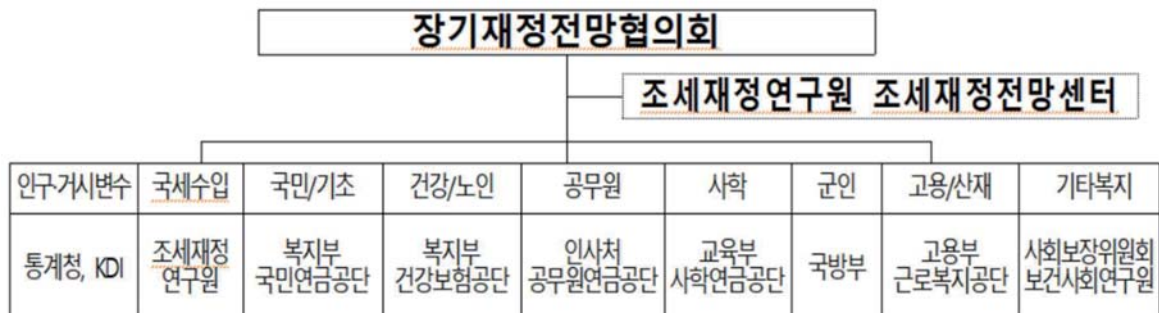 장기재정전망협의회
조세재정연구원 조세재정전망센터
인구·거시변수 국세수입 국민/기초 건강/노인 공무원 사학 군인 고용/산재 기타복지
통계청, KDI
조세재정
연구원
복지부
국민연금공단
복지부
건강보험공단
인사처
공무원연금공단
교육부
사학연금공단
국방부
고용부
근로복지공단
사회보장위원회
보건사회연구원